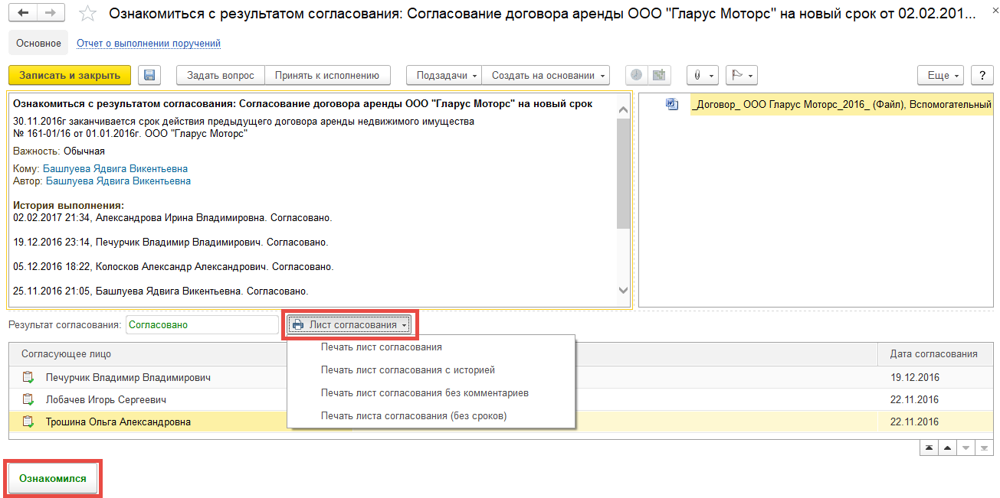 Ознакомиться с результатом согласования: Согласование договора аренды ООО "Гларус Моторс" на новый срок от 02.02.201...
Основное
Отчет о выполнении поручений
Записать и закрыть
Задать вопрос
Принять к исполнению
Подзадачи
Создать на основании
Еще
?
Ознакомиться с результатом согласования: Согласование договора аренды ООО "Гларус Моторс" на новый срок
30.11.2016г заканчивается срок действия предыдущего договора аренды недвижимого имущества
№ 161-01/16 от 01.01.2016г. ООО "Гларус Моторс"
Важность: Обычная
Кому: Башлуева Ядвига Викентьевна
Автор: Башлуева Ядвига Викентьевна
История выполнения:
02.02.2017 21:34, Александрова Ирина Владимировна. Согласовано.
19.12.2016 23:14, Печурчик Владимир Владимирович. Согласовано.
05.12.2016 18:22, Колосков Александр Александрович. Согласовано.
25.11.2016 21:05, Башлуева Ядвига Викентьевна. Согласовано.
_Договор_ ООО Гларус Моторс_2016_ (Файл), Вспомогательный
Результат согласования: Согласовано
Лист согласования
Печать лист согласования
Печать лист согласования с историей
Печать лист согласования без комментариев
Печать листа согласования (без сроков)
Согласующее лицо
Дата согласования
Печурчик Владимир Владимирович
19.12.2016
Лобачев Игорь Сергеевич
22.11.2016
Трошина Ольга Александровна
22.11.2016
Ознакомился